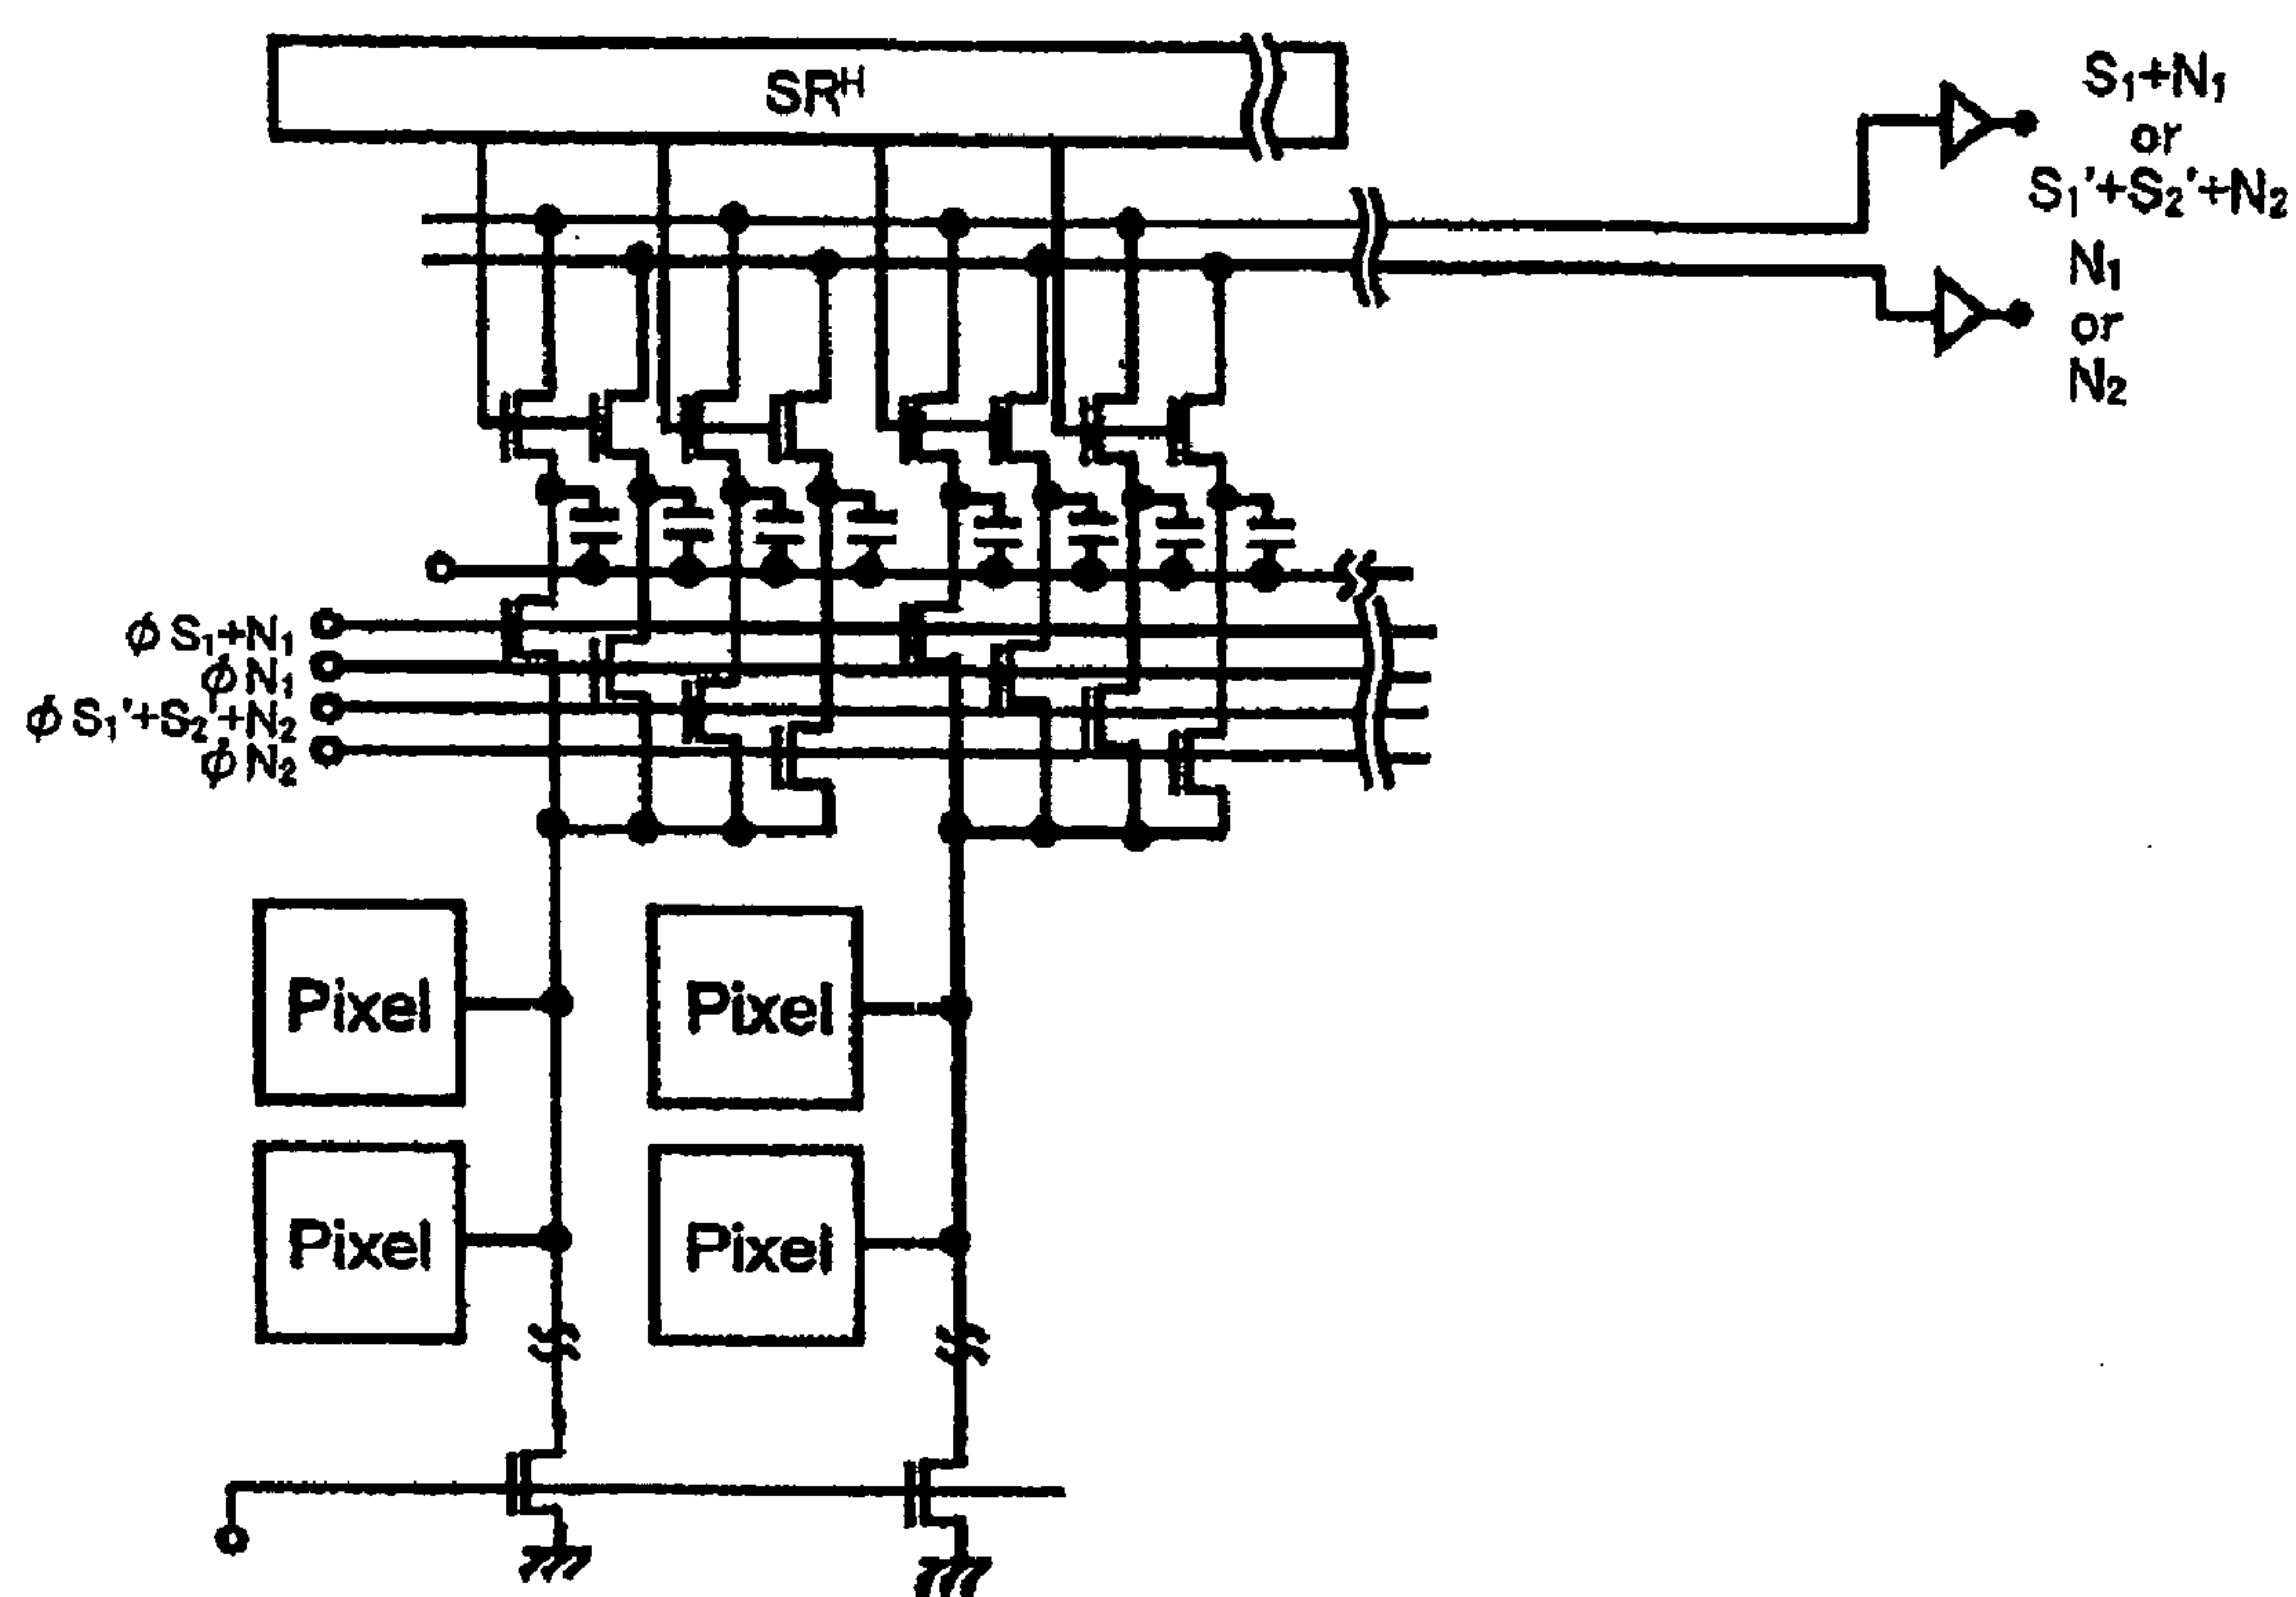 SRᴴ
S₁+N₁
or
S₁'+S₂'+N₂
N₁
or
N₂
φS₁+N₁
φN₁
φS₁'+S₂'+N₂
φN₂
Pixel Pixel
Pixel Pixel